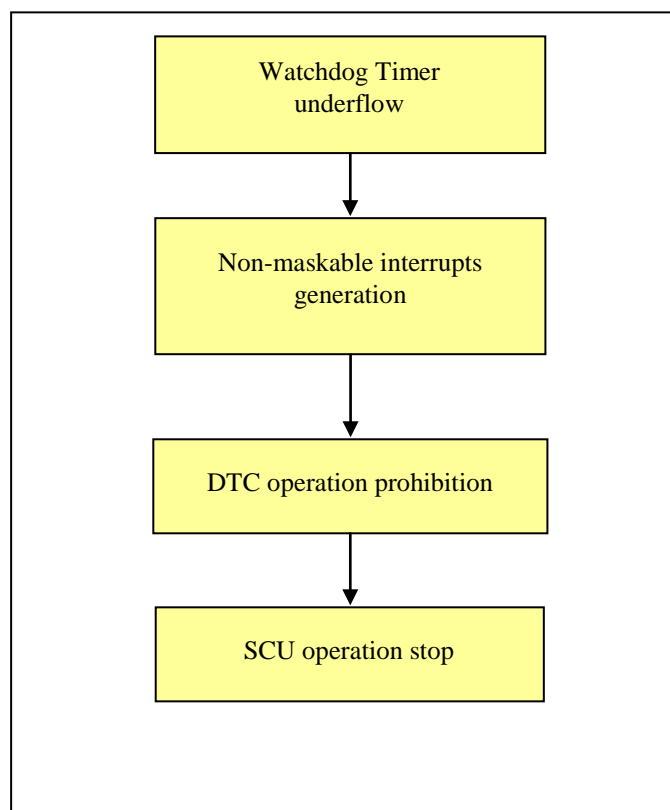 Watchdog Timer
underflow
Non-maskable interrupts
generation
DTC operation prohibition
SCU operation stop